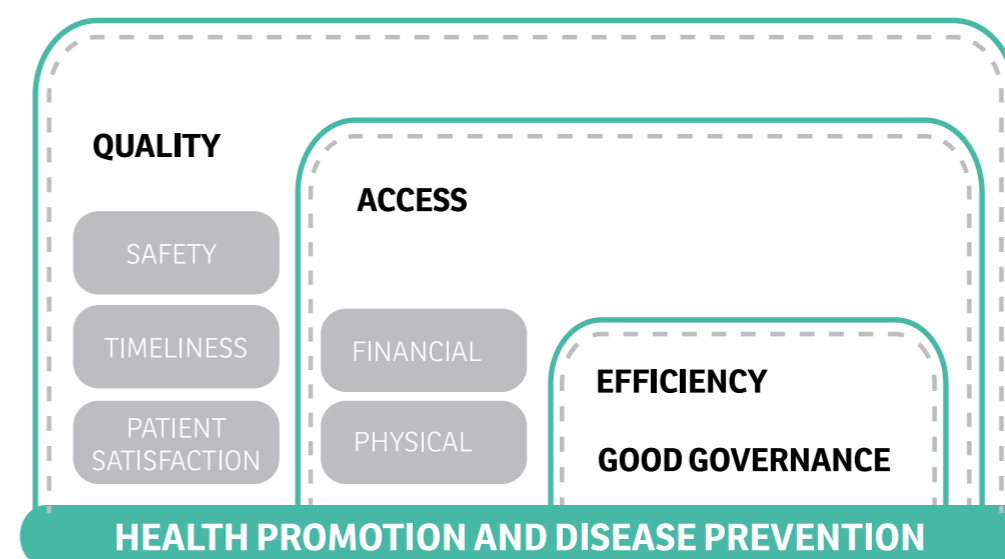 QUALITY
SAFETY
TIMELINESS
PATIENT
SATISFACTION
ACCESS
FINANCIAL
PHYSICAL
EFFICIENCY
GOOD GOVERNANCE
HEALTH PROMOTION AND DISEASE PREVENTION